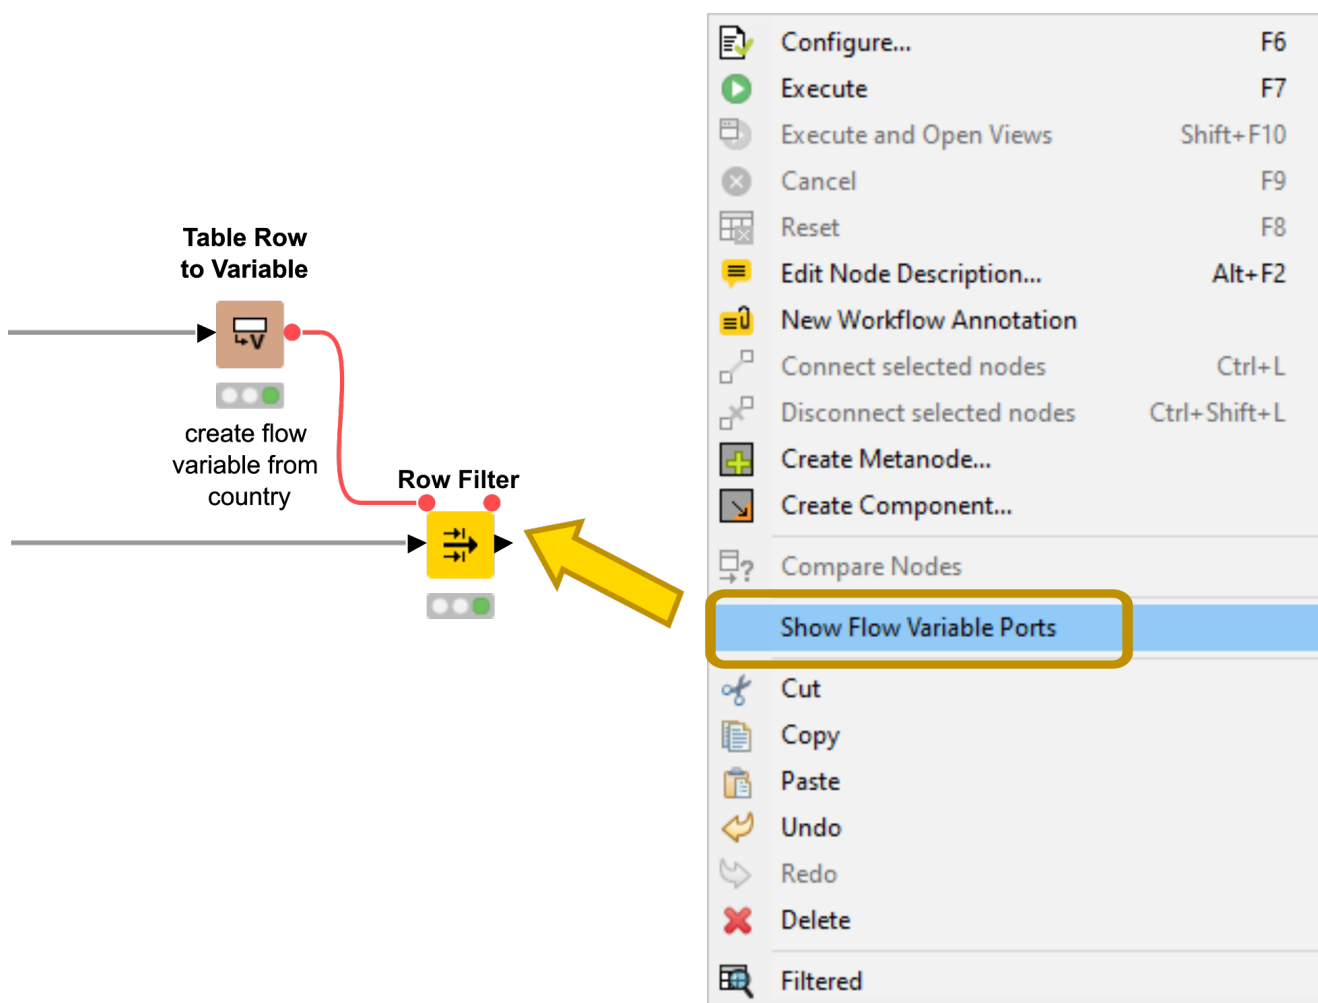 Table Row
to Variable
create flow
variable from
country
Row Filter
Configure... F6
Execute F7
Execute and Open Views Shift+F10
Cancel F9
Reset F8
Edit Node Description... Alt+F2
New Workflow Annotation
Connect selected nodes Ctrl+L
Disconnect selected nodes Ctrl+Shift+L
Create Metanode...
Create Component...
Compare Nodes
Show Flow Variable Ports
Cut
Copy
Paste
Undo
Redo
Delete
Filtered